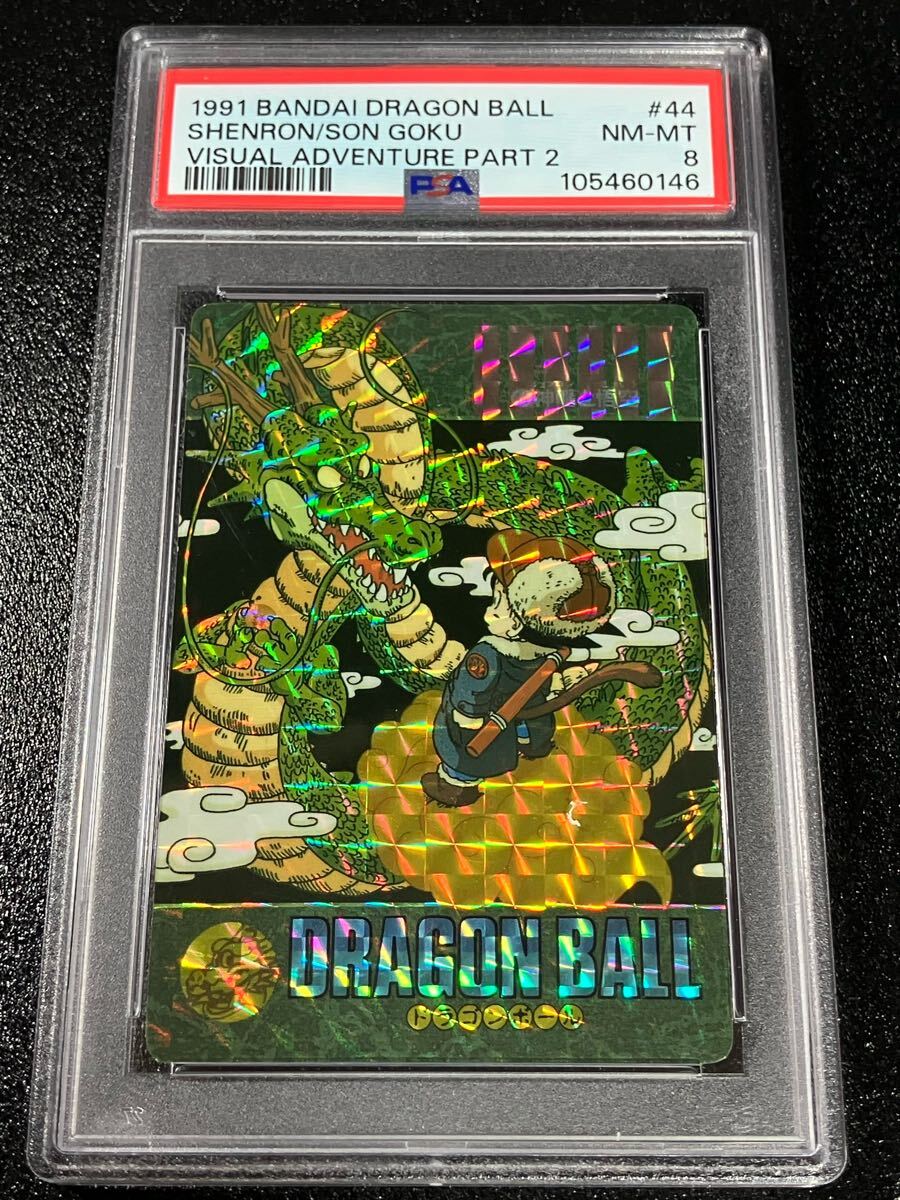 1991 BANDAI DRAGON BALL #44
SHENRON/SON GOKU NM-MT
VISUAL ADVENTURE PART 2 8
PSA 105460146
DRAGON BALL
ドラゴンボール